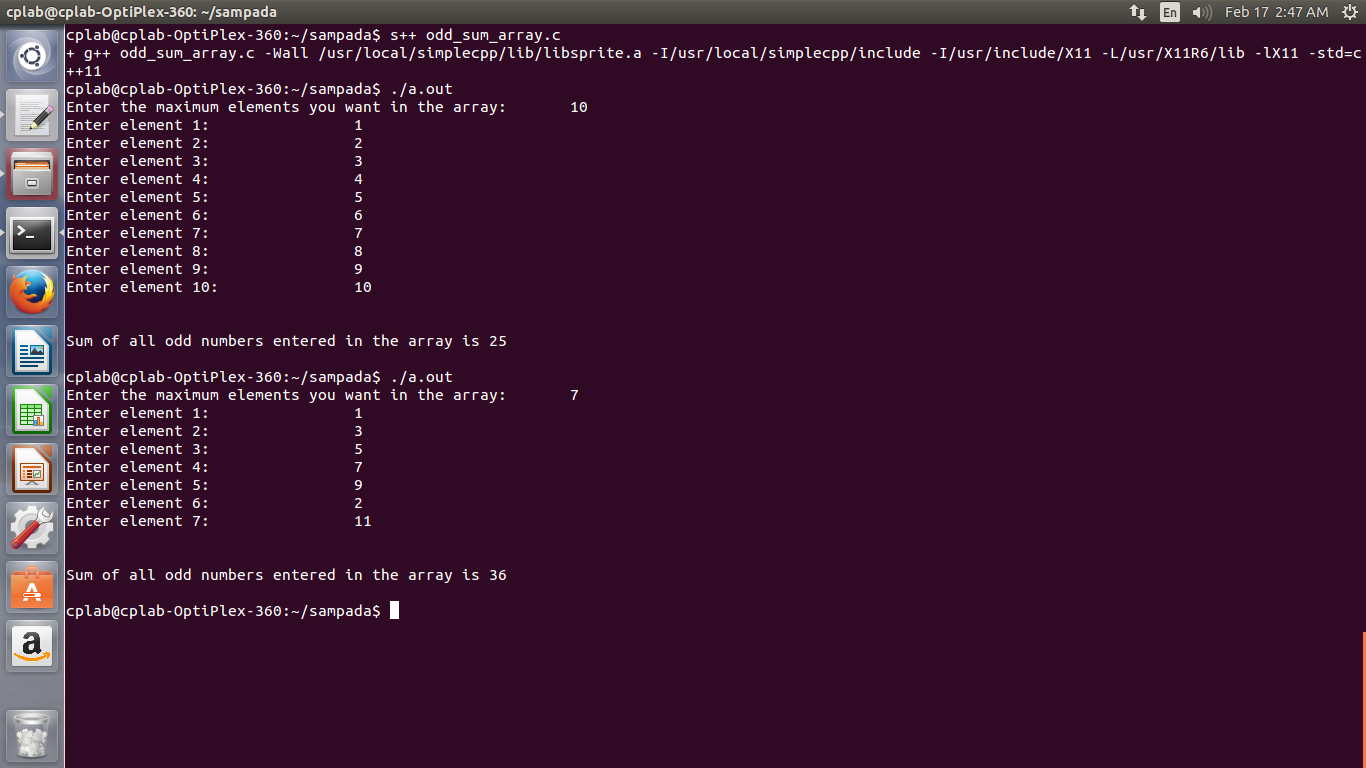 cplab@cplab-OptiPlex-360: ~/sampada
En
Feb 17 2:47 AM
cplab@cplab-OptiPlex-360:~/sampada$ s++ odd_sum_array.c
+ g++ odd_sum_array.c -Wall /usr/local/simplecpp/lib/libsprite.a -I/usr/local/simplecpp/include -I/usr/include/X11 -L/usr/X11R6/lib -lX11 -std=c
++11
cplab@cplab-OptiPlex-360:~/sampada$ ./a.out
Enter the maximum elements you want in the array: 10
Enter element 1: 1
Enter element 2: 2
Enter element 3: 3
Enter element 4: 4
Enter element 5: 5
Enter element 6: 6
Enter element 7: 7
Enter element 8: 8
Enter element 9: 9
Enter element 10: 10
Sum of all odd numbers entered in the array is 25
cplab@cplab-OptiPlex-360:~/sampada$ ./a.out
Enter the maximum elements you want in the array: 7
Enter element 1: 1
Enter element 2: 3
Enter element 3: 5
Enter element 4: 7
Enter element 5: 9
Enter element 6: 2
Enter element 7: 11
Sum of all odd numbers entered in the array is 36
cplab@cplab-OptiPlex-360:~/sampada$